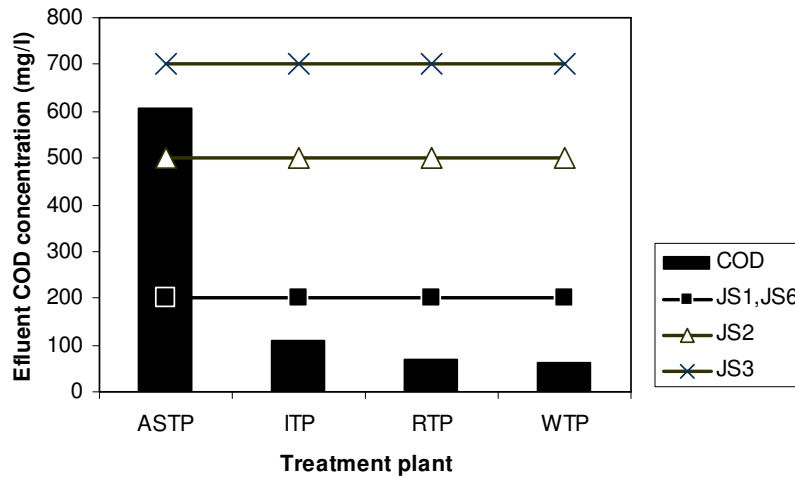 Efluent COD concentration (mg/l)
800
700
600
500
400
300
200
100
0
ASTP ITP RTP WTP
Treatment plant
COD
JS1,JS6
JS2
JS3